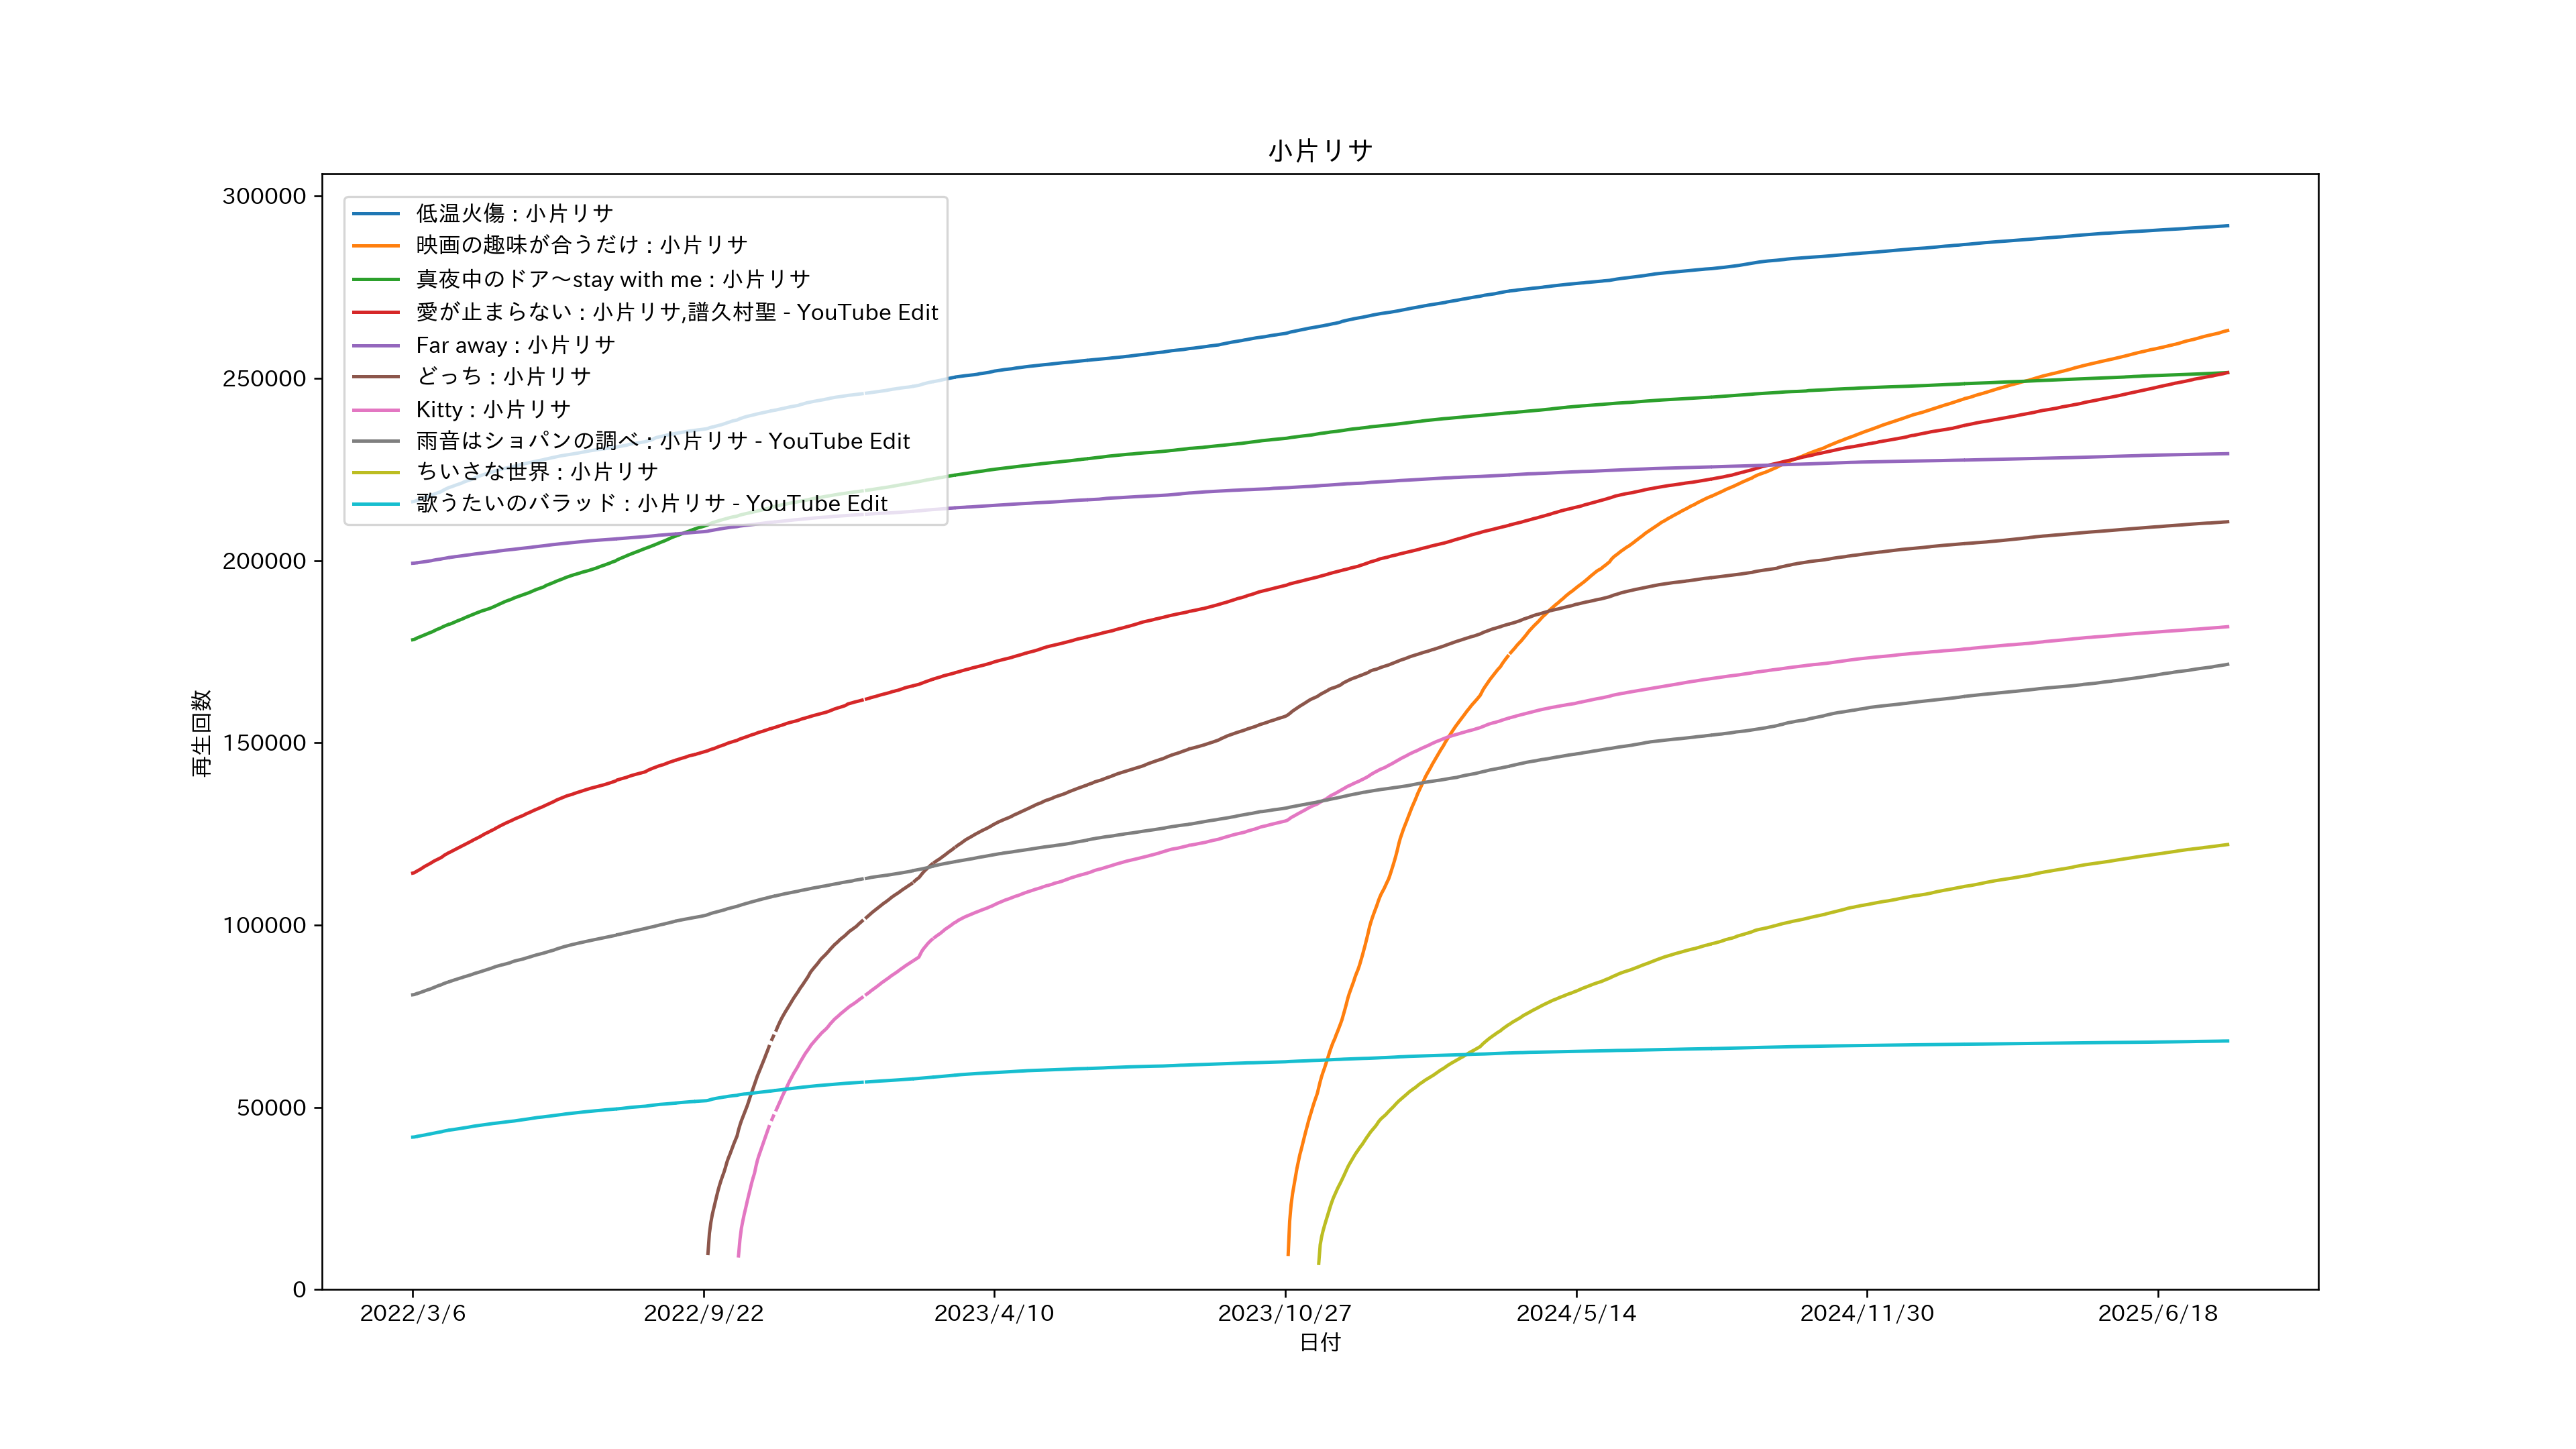 小片リサ
300000
250000
200000
150000
100000
50000
0
再生回数
低温火傷 : 小片リサ
映画の趣味が合うだけ : 小片リサ
真夜中のドア～stay with me : 小片リサ
愛が止まらない : 小片リサ,譜久村聖 - YouTube Edit
Far away : 小片リサ
どっち : 小片リサ
Kitty : 小片リサ
雨音はショパンの調べ : 小片リサ - YouTube Edit
ちいさな世界 : 小片リサ
歌うたいのバラッド : 小片リサ - YouTube Edit
2022/3/6 2022/9/22 2023/4/10 2023/10/27 2024/5/14 2024/11/30 2025/6/18
日付